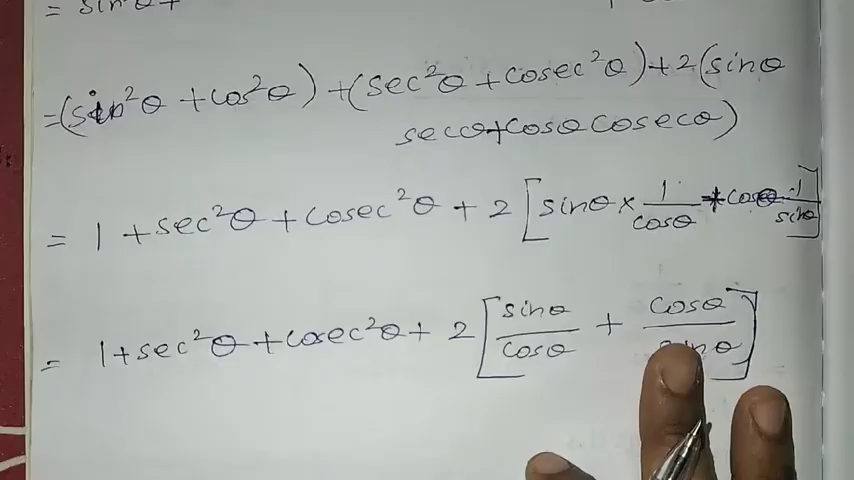 = sin²θ +
=(sin²θ + cos²θ) +(sec²θ + cosec²θ)+2(sinθ
secθ+cosθ cosecθ)
= 1 + sec²θ + cosec²θ + 2 [sinθ × 1/cosθ + cosθ 1/sinθ]
= 1+sec²θ +cosec²θ + 2 [sinθ/cosθ + cosθ/sinθ]